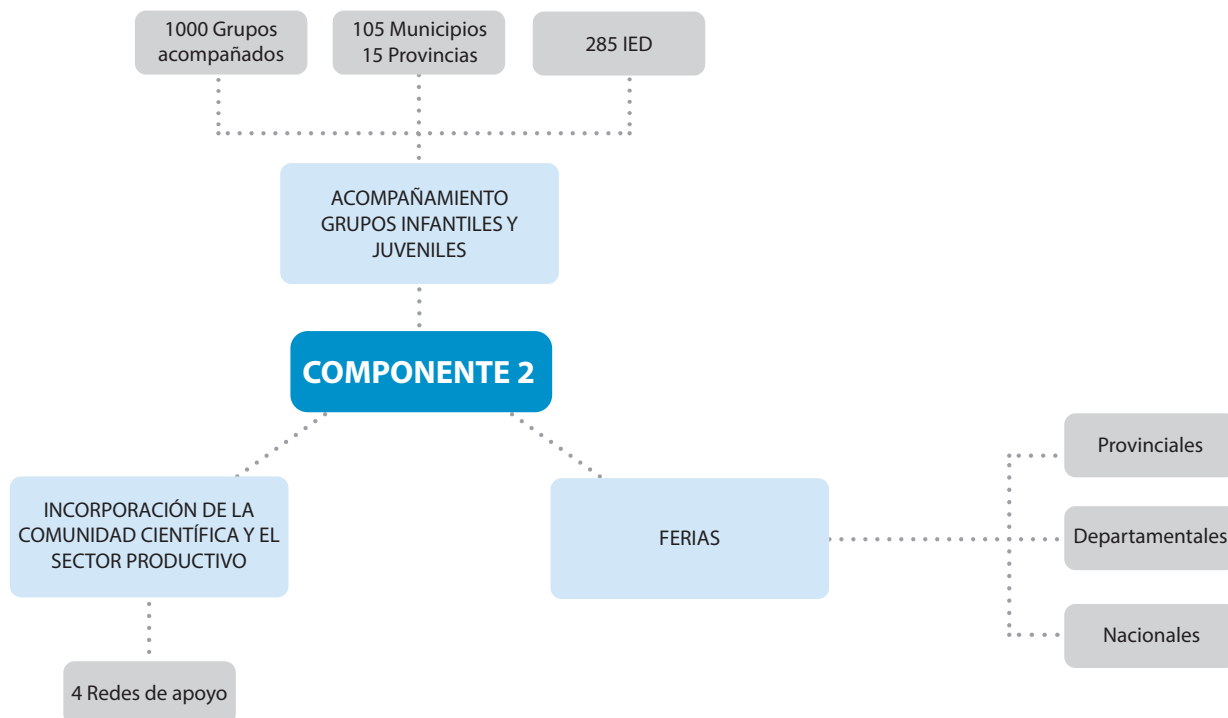 1000 Grupos
acompañados
105 Municipios
15 Provincias
285 IED
ACOMPAÑAMIENTO
GRUPOS INFANTILES Y
JUVENILES
COMPONENTE 2
INCORPORACIÓN DE LA
COMUNIDAD CIENTÍFICA Y EL
SECTOR PRODUCTIVO
FERIAS
Provinciales
Departamentales
Nacionales
4 Redes de apoyo